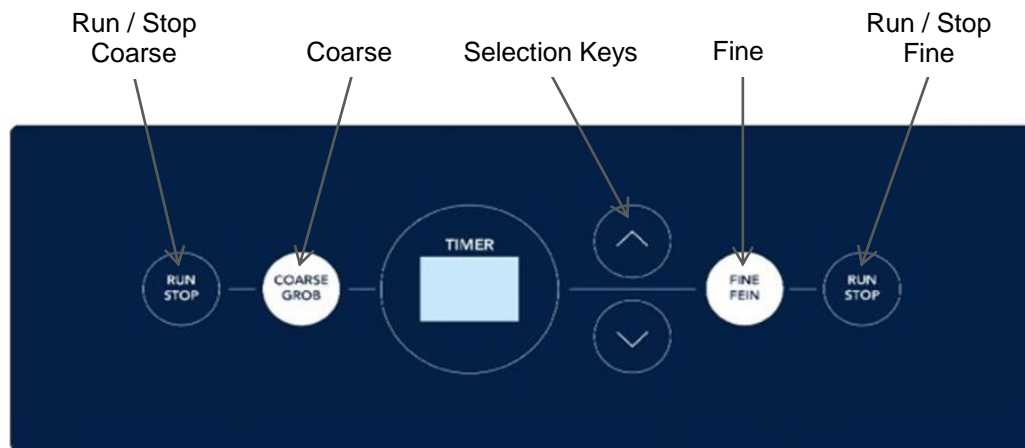 Run / Stop
Coarse
Coarse
Selection Keys
Fine
Run / Stop
Fine
TIMER
RUN
STOP
COARSE
GROB
FINE
FEIN
RUN
STOP